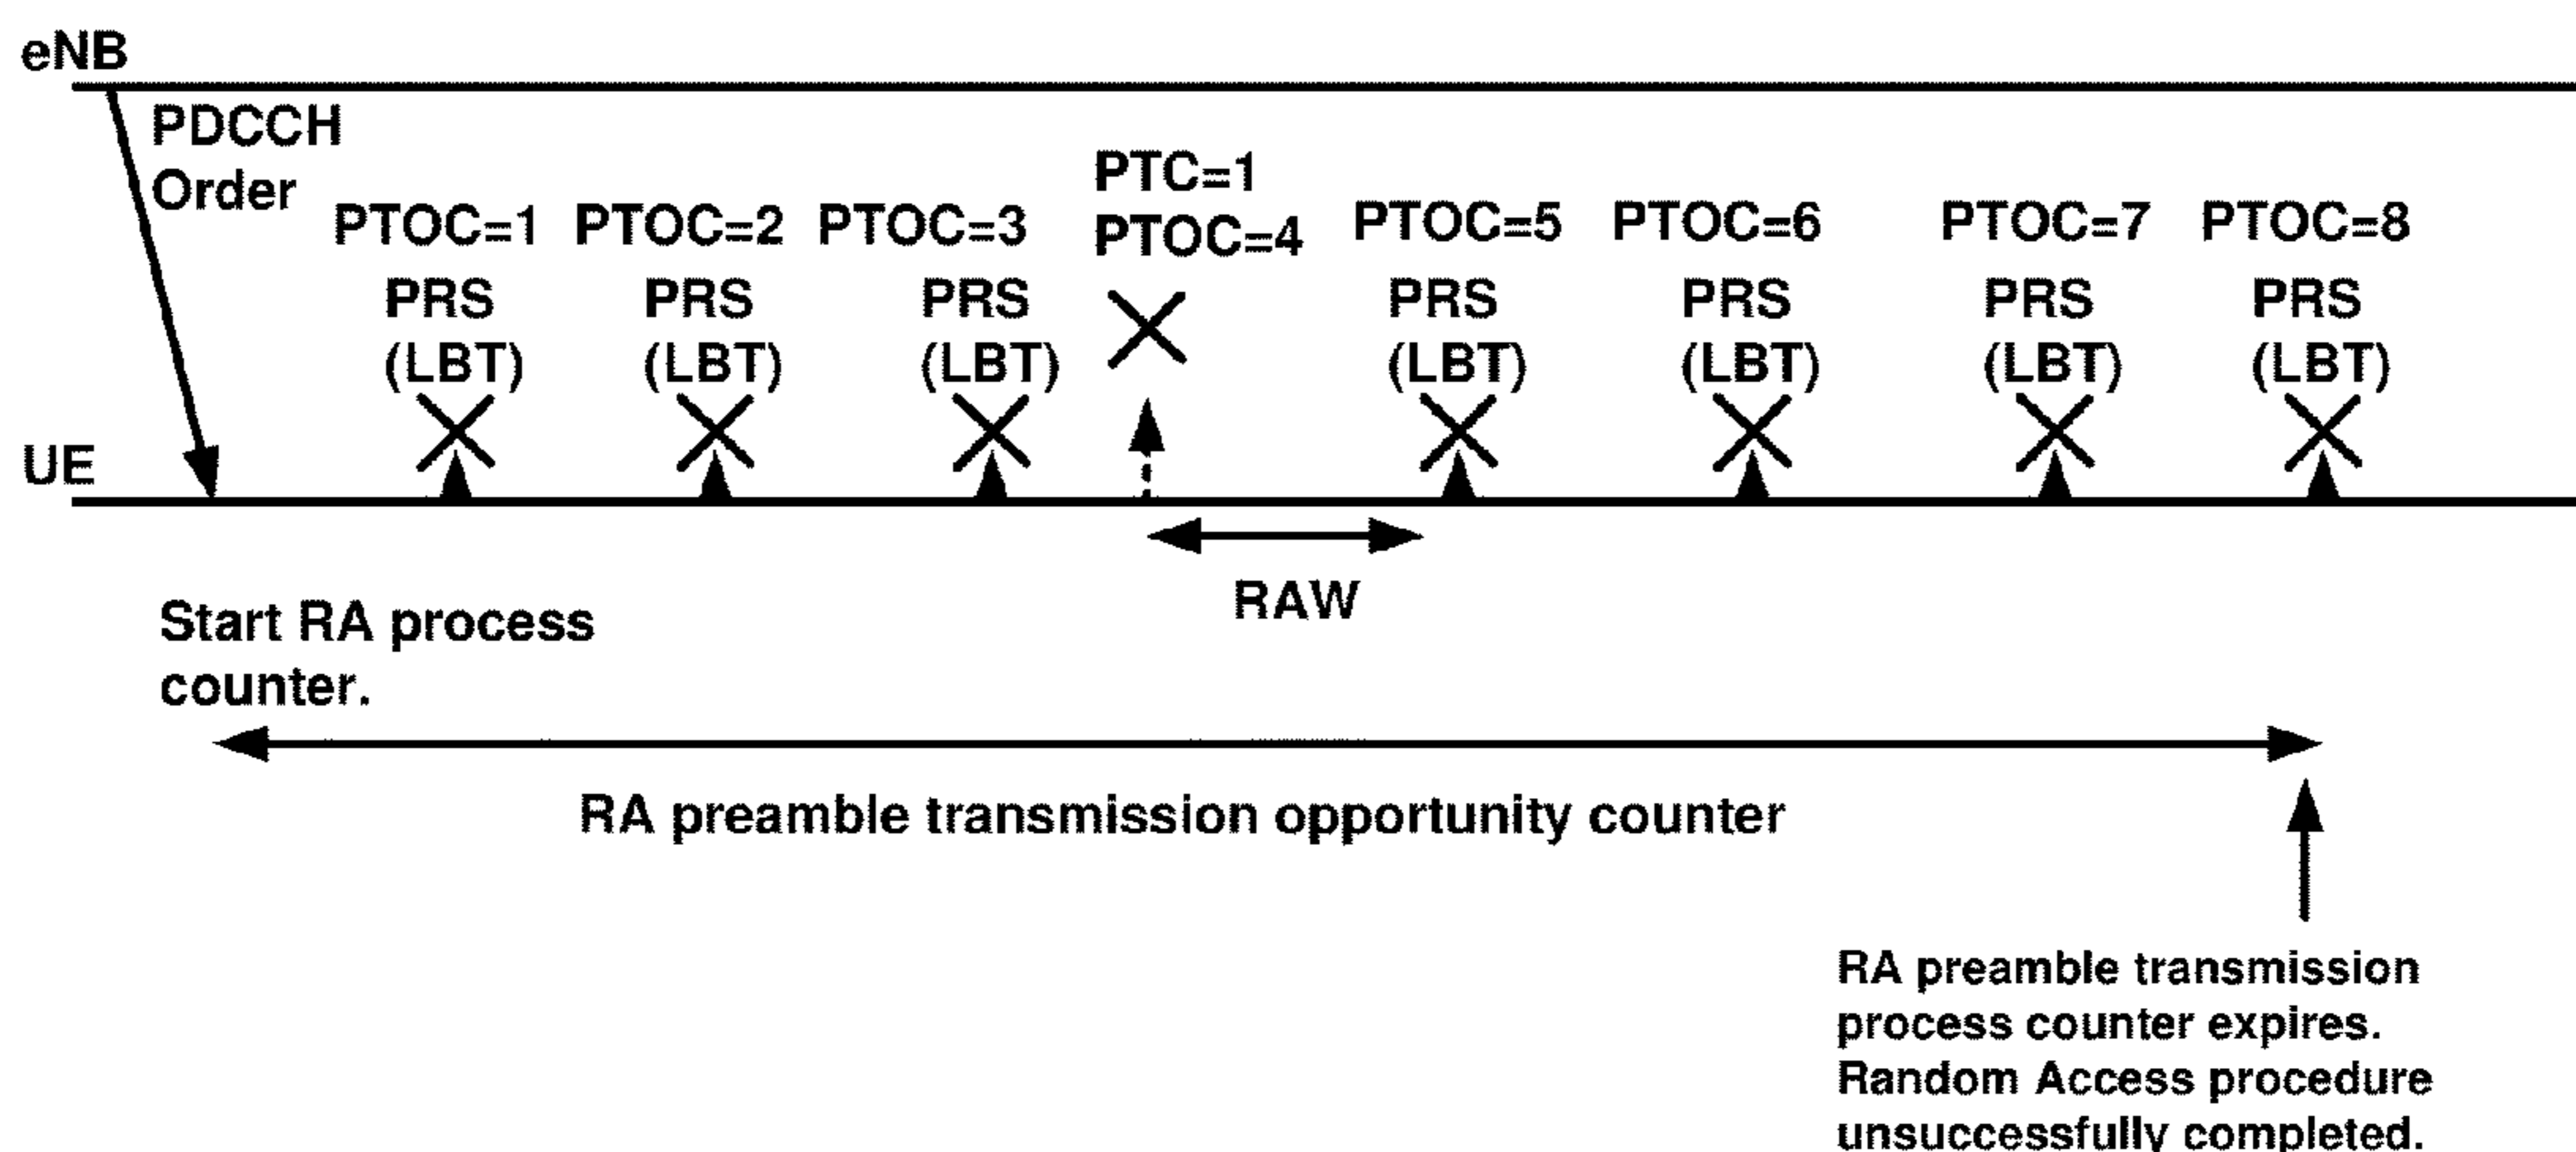 eNB
PDCCH
Order
PTC=1
PTOC=1 PTOC=2 PTOC=3 PTOC=4 PTOC=5 PTOC=6 PTOC=7 PTOC=8
PRS PRS PRS PRS PRS PRS PRS
(LBT) (LBT) (LBT) (LBT) (LBT) (LBT) (LBT)
UE
RAW
Start RA process
counter.
RA preamble transmission opportunity counter
RA preamble transmission
process counter expires.
Random Access procedure
unsuccessfully completed.